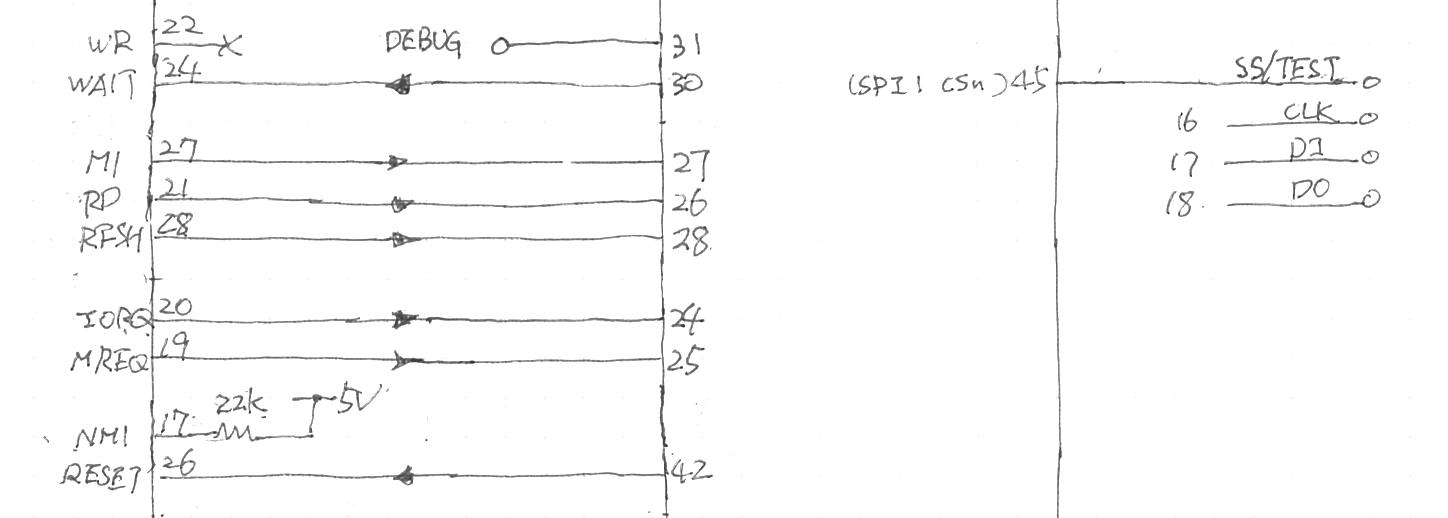 WR 22 DEBUG 31
WAIT 24 30
(SPI1 CSn) 45 SS/TEST
16 CLK
M1 27 27
17 DI
RD 21 26
18 DO
RFSH 28 28
IORQ 20 24
MREQ 19 25
22K 5V
NMI 17
RESET 26 42